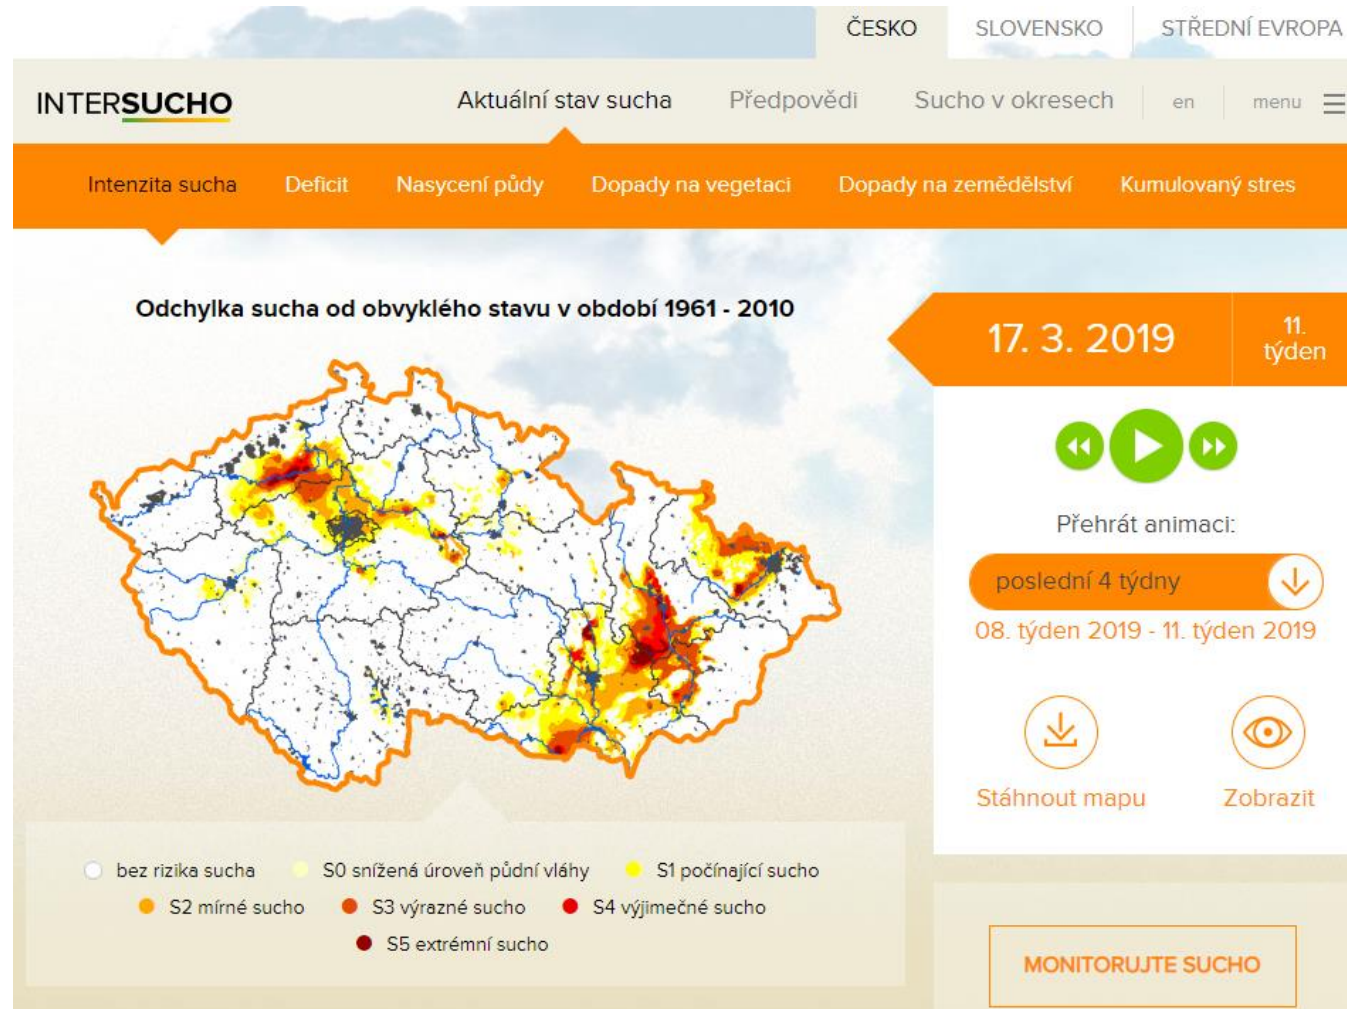 ČESKO SLOVENSKO STŘEDNÍ EVROPA
INTERSUCHO Aktuální stav sucha Předpovědi Sucho v okresech en menu
Intenzita sucha Deficit Nasycení půdy Dopady na vegetaci Dopady na zemědělství Kumulovaný stres
Odchylka sucha od obvyklého stavu v období 1961 - 2010
17. 3. 2019 11. týden
Přehrát animaci:
poslední 4 týdny
08. týden 2019 - 11. týden 2019
Stáhnout mapu Zobrazit
bez rizika sucha S0 snížená úroveň půdní vláhy S1 počínající sucho
S2 mírné sucho S3 výrazné sucho S4 výjimečné sucho
S5 extrémní sucho
MONITORUJTE SUCHO